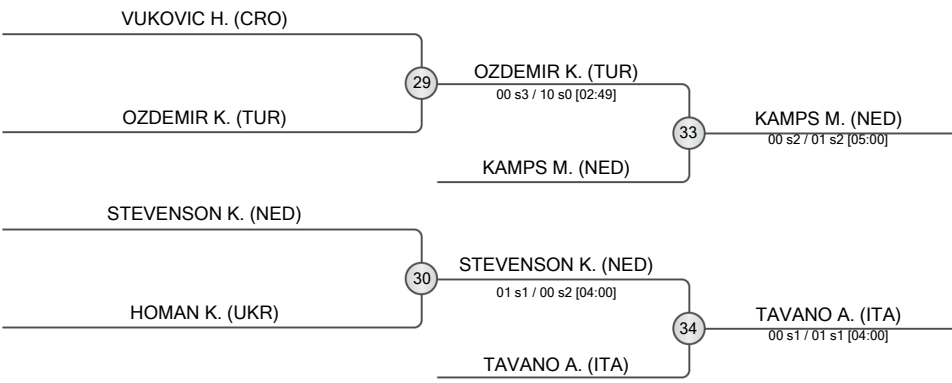 VUKOVIC H. (CRO)
29
OZDEMIR K. (TUR)
00 s3 / 10 s0 [02:49]
OZDEMIR K. (TUR)
33
KAMPS M. (NED)
00 s2 / 01 s2 [05:00]
KAMPS M. (NED)
STEVENSON K. (NED)
30
STEVENSON K. (NED)
01 s1 / 00 s2 [04:00]
HOMAN K. (UKR)
34
TAVANO A. (ITA)
00 s1 / 01 s1 [04:00]
TAVANO A. (ITA)